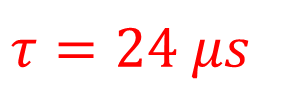 τ = 24 μs